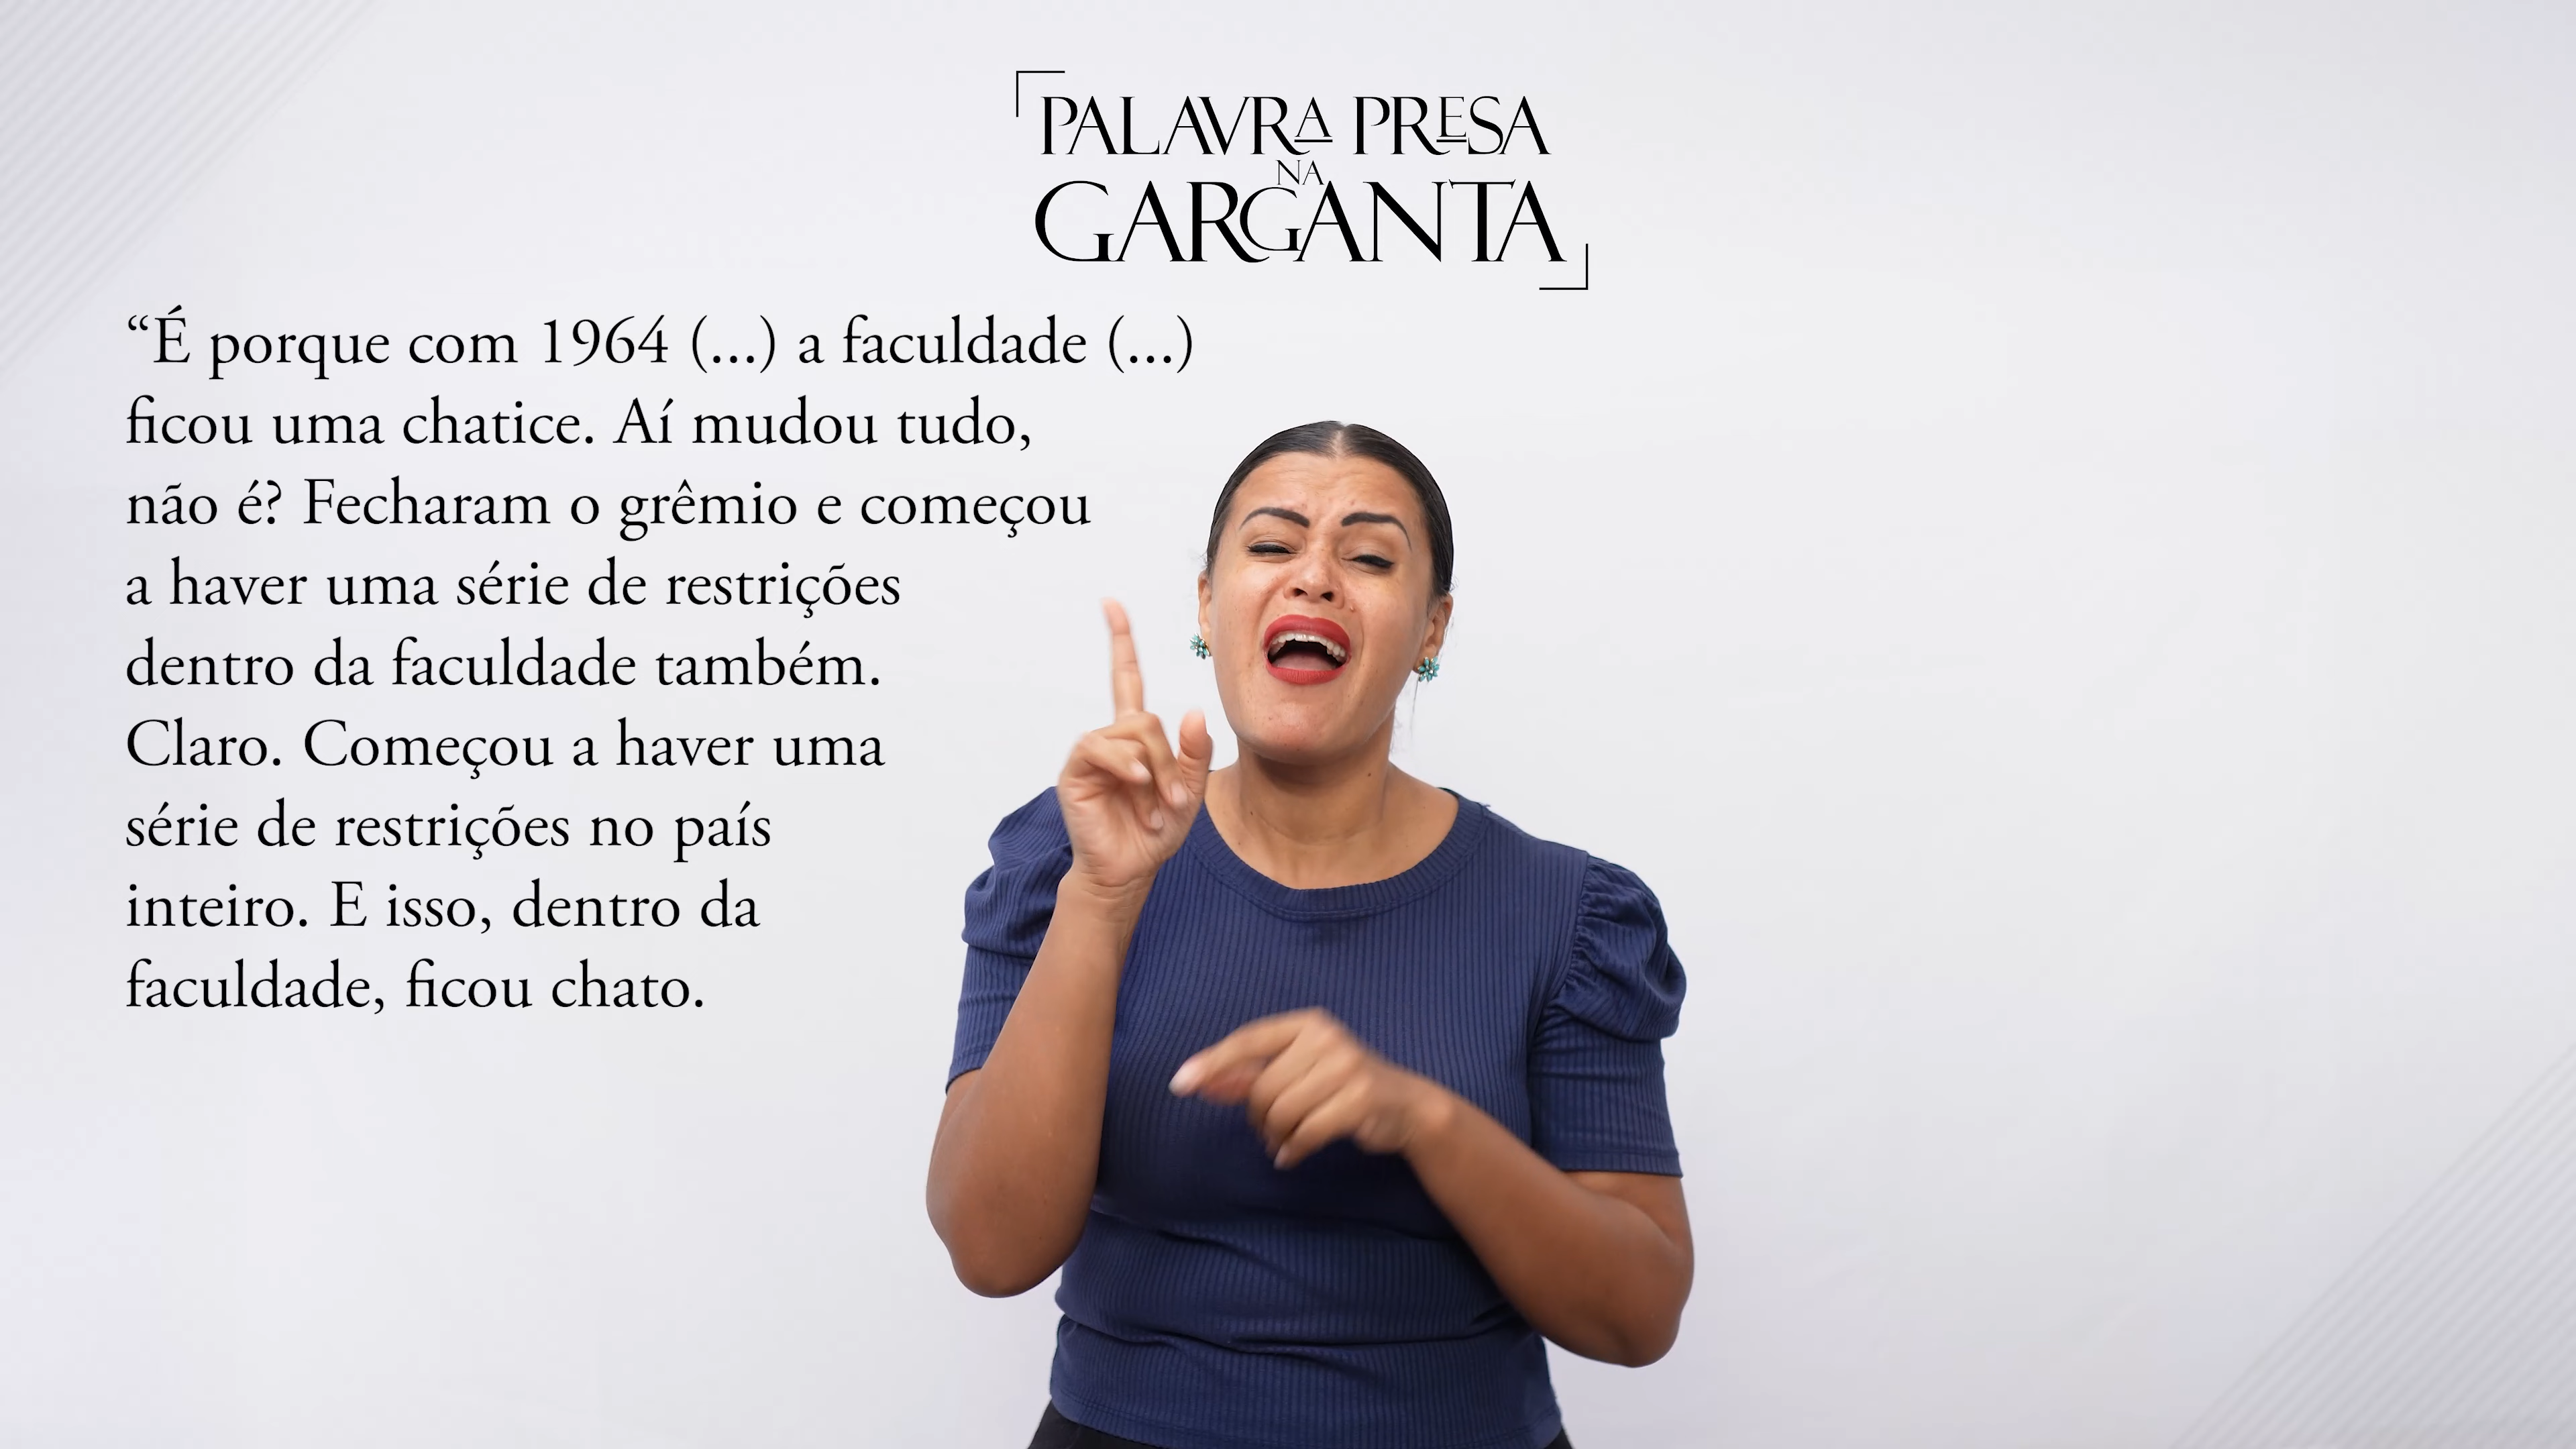 PALAVRA PRESA
NA
GARGANTA
“É porque com 1964 (...) a faculdade (...)
ficou uma chatice. Aí mudou tudo,
não é? Fecharam o grêmio e começou
a haver uma série de restrições
dentro da faculdade também.
Claro. Começou a haver uma
série de restrições no país
inteiro. E isso, dentro da
faculdade, ficou chato.